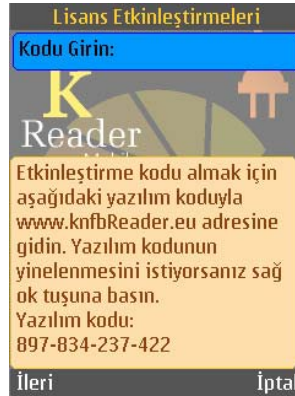 Lisans Etkinleştirmeleri
Kodu Girin:
K
Reader
Etkinleştirme kodu almak için
aşağıdaki yazılım koduyla
www.knfbReader.eu adresine
gidin. Yazılım kodunun
yinelenmesini istiyorsanız sağ
ok tuşuna basın.
Yazılım kodu:
897-834-237-422
İleri İptal